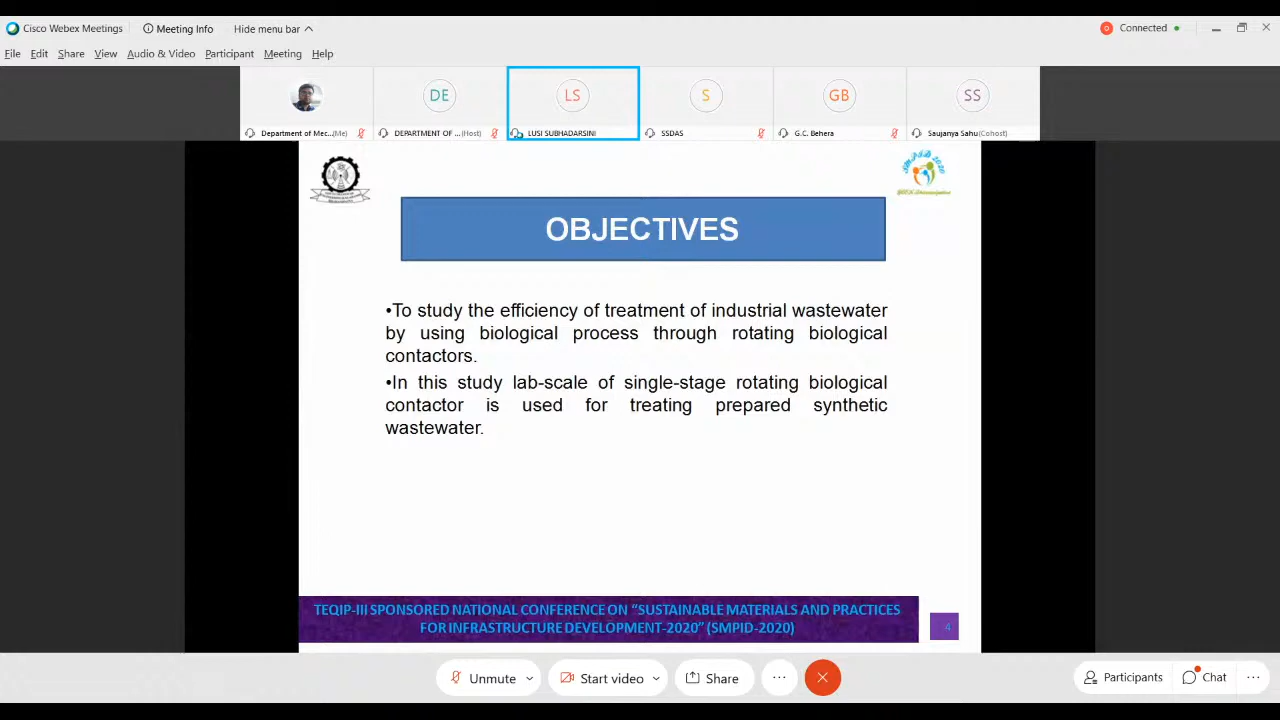 Cisco Webex Meetings
Meeting Info
Hide menu bar
Connected
File Edit Share View Audio & Video Participant Meeting Help
DE LS S GB SS
Department of Mec...(Me) DEPARTMENT OF ...(Host) LUSI SUBHADARSINI SSDAS G.C. Behera Saujanya Sahu(Cohost)
SMPID 2020
OBJECTIVES
•To study the efficiency of treatment of industrial wastewater
by using biological process through rotating biological
contactors.
•In this study lab-scale of single-stage rotating biological
contactor is used for treating prepared synthetic
wastewater.
TEQIP-III SPONSORED NATIONAL CONFERENCE ON “SUSTAINABLE MATERIALS AND PRACTICES
FOR INFRASTRUCTURE DEVELOPMENT-2020” (SMPID-2020)
4
Unmute Start video Share Participants Chat